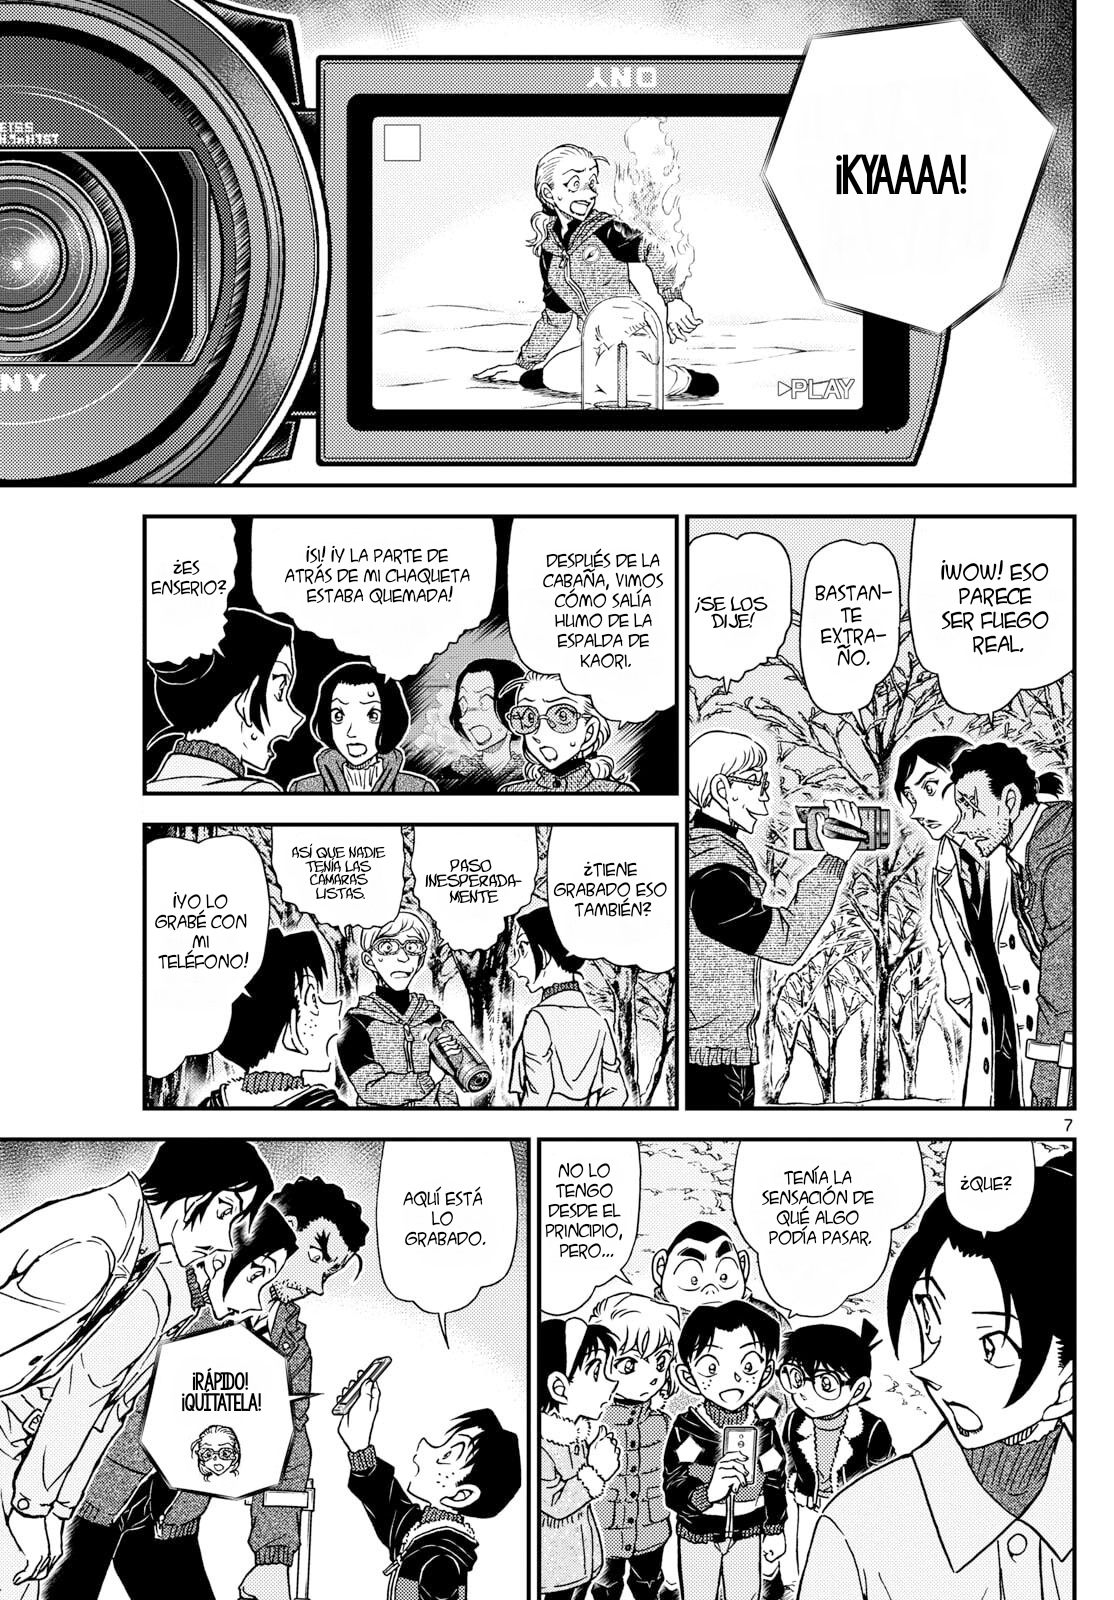 ¡KYAAAA!
ONY
▷PLAY
NY
¡WOW! ESO
PARECE
SER FUEGO
REAL.
BASTAN-
TE
EXTRA-
ÑO.
¡SE LOS
DIJE!
DESPUÉS DE LA
CABAÑA, VIMOS
CÓMO SALÍA
HUMO DE LA
ESPALDA DE
KAORI.
¡SI! ¡Y LA PARTE DE
ATRÁS DE MI CHAQUETA
ESTABA QUEMADA!
¿ES
ENSERIO?
¿TIENE
GRABADO ESO
TAMBIÉN?
PASO
INESPERADA-
MENTE
ASÍ QUE NADIE
TENÍA LAS
CÁMARAS
LISTAS.
¡YO LO
GRABÉ CON
MI
TELÉFONO!
7
¿QUE?
TENÍA LA
SENSACIÓN DE
QUÉ ALGO
PODÍA PASAR.
NO LO
TENGO
DESDE EL
PRINCIPIO,
PERO...
AQUÍ ESTÁ
LO
GRABADO.
¡RÁPIDO!
¡QUÍTATELA!